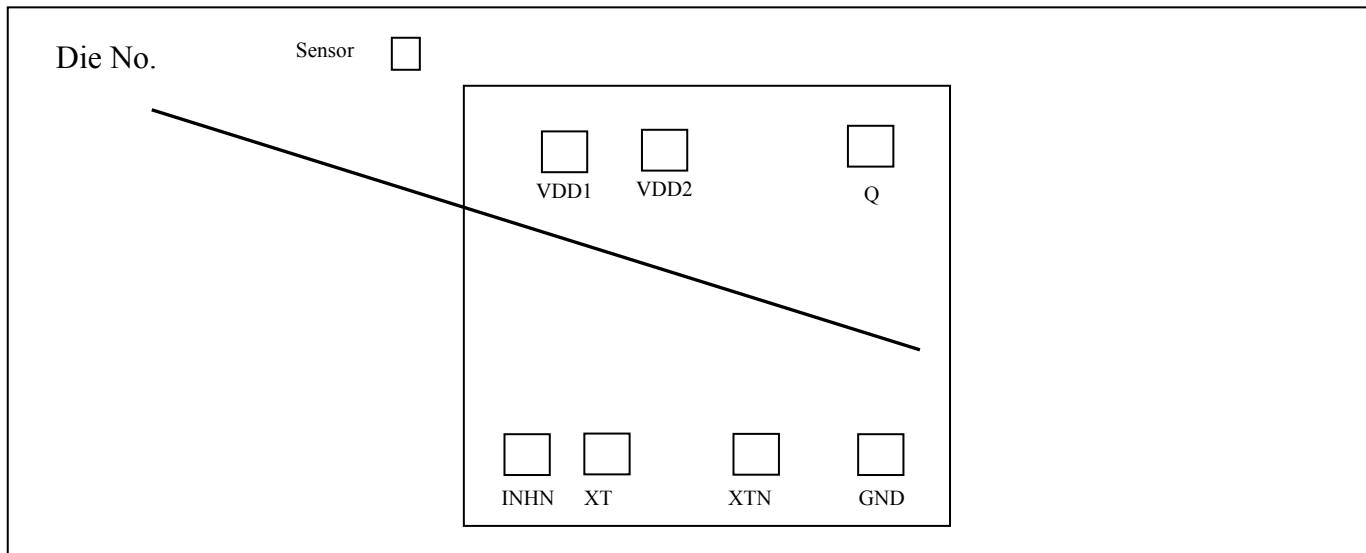 Die No.
Sensor
VDD1 VDD2 Q
INHN XT XTN GND